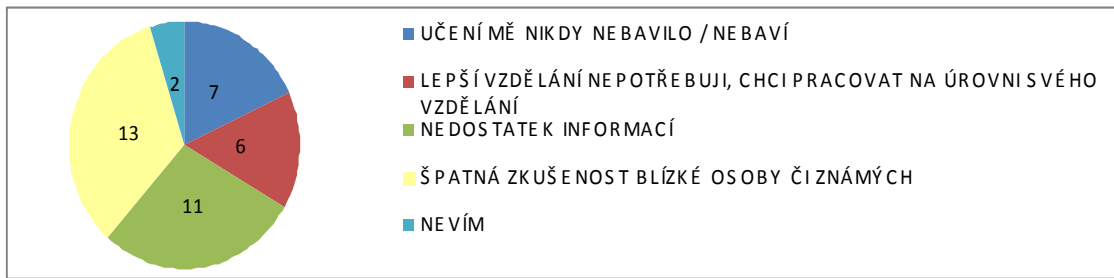 2
7
13
6
11
UČENÍ MĚ NIKDY NEBAVILO / NEBAVÍ
LEPŠÍ VZDĚLÁNÍ NEPOTŘEBUJI, CHCI PRACOVAT NA ÚROVNI SVÉHO
VZDĚLÁNÍ
NEDOSTATEK INFORMACÍ
ŠPATNÁ ZKUŠENOST BLÍZKÉ OSOBY ČI ZNÁMÝCH
NEVÍM